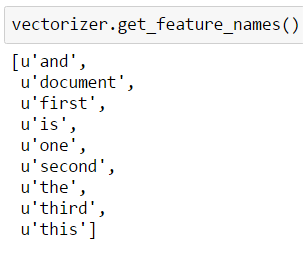 vectorizer.get_feature_names()
[u'and',
u'document',
u'first',
u'is',
u'one',
u'second',
u'the',
u'third',
u'this']